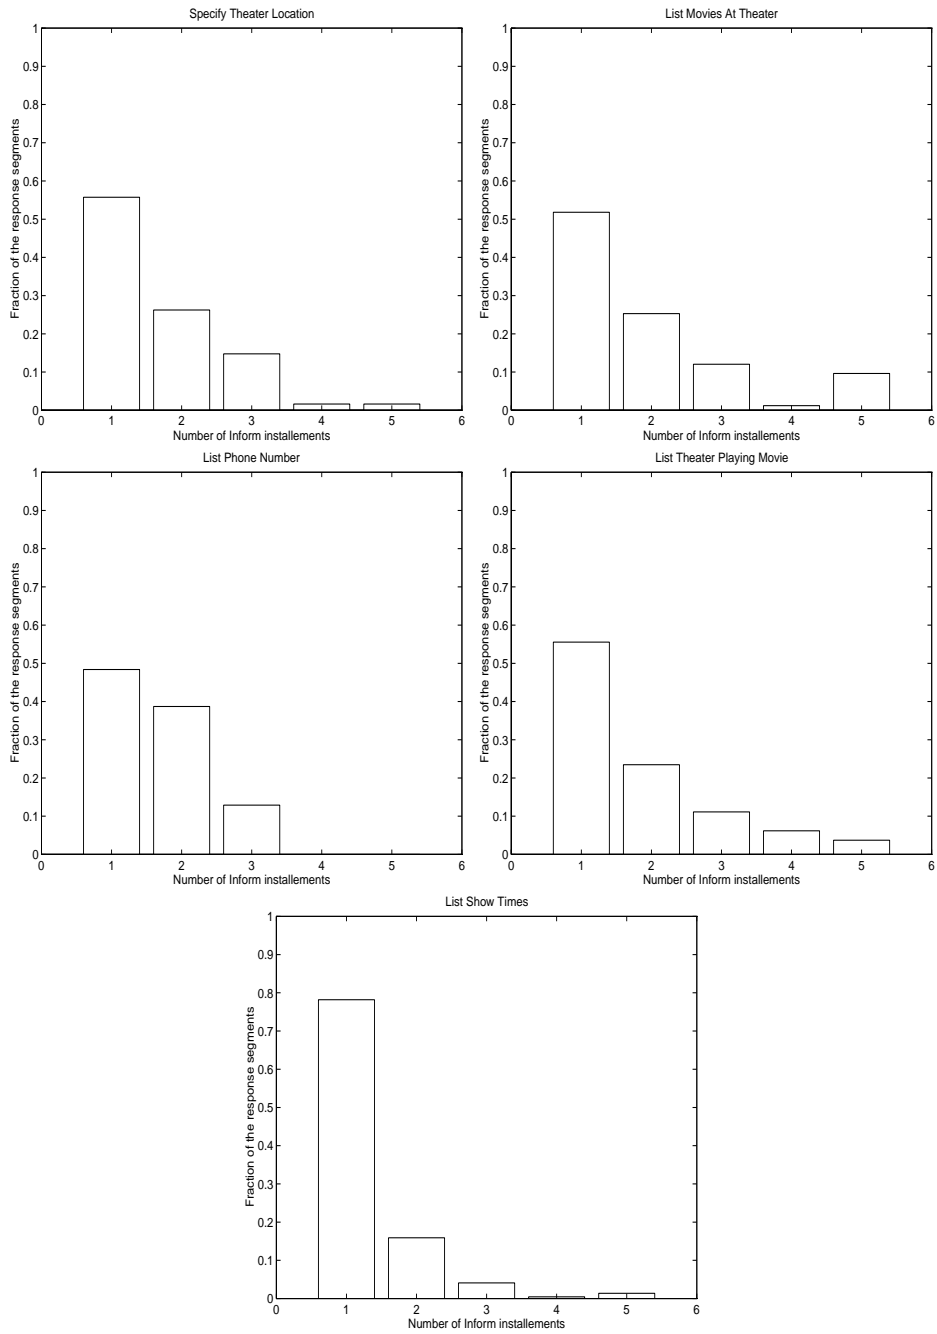 Specify Theater Location
1
0.9
0.8
0.7
0.6
0.5
0.4
0.3
0.2
0.1
0
Fraction of the response segments
0 1 2 3 4 5 6
Number of Inform installements
List Movies At Theater
1
0.9
0.8
0.7
0.6
0.5
0.4
0.3
0.2
0.1
0
Fraction of the response segments
0 1 2 3 4 5 6
Number of Inform installements
List Phone Number
1
0.9
0.8
0.7
0.6
0.5
0.4
0.3
0.2
0.1
0
Fraction of the response segments
0 1 2 3 4 5 6
Number of Inform installements
List Theater Playing Movie
1
0.9
0.8
0.7
0.6
0.5
0.4
0.3
0.2
0.1
0
Fraction of the response segments
0 1 2 3 4 5 6
Number of Inform installements
List Show Times
1
0.9
0.8
0.7
0.6
0.5
0.4
0.3
0.2
0.1
0
Fraction of the response segments
0 1 2 3 4 5 6
Number of Inform installements